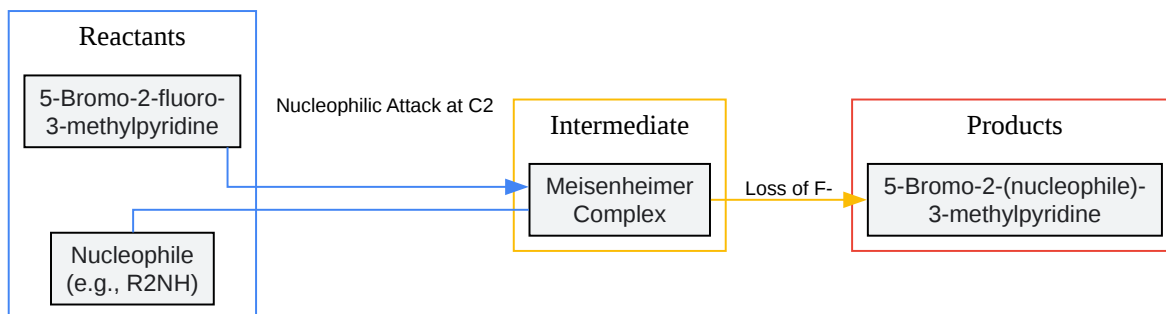 Reactants
5-Bromo-2-fluoro-
3-methylpyridine
Nucleophile
(e.g., R2NH)
Nucleophilic Attack at C2
Intermediate
Meisenheimer
Complex
Loss of F-
Products
5-Bromo-2-(nucleophile)-
3-methylpyridine